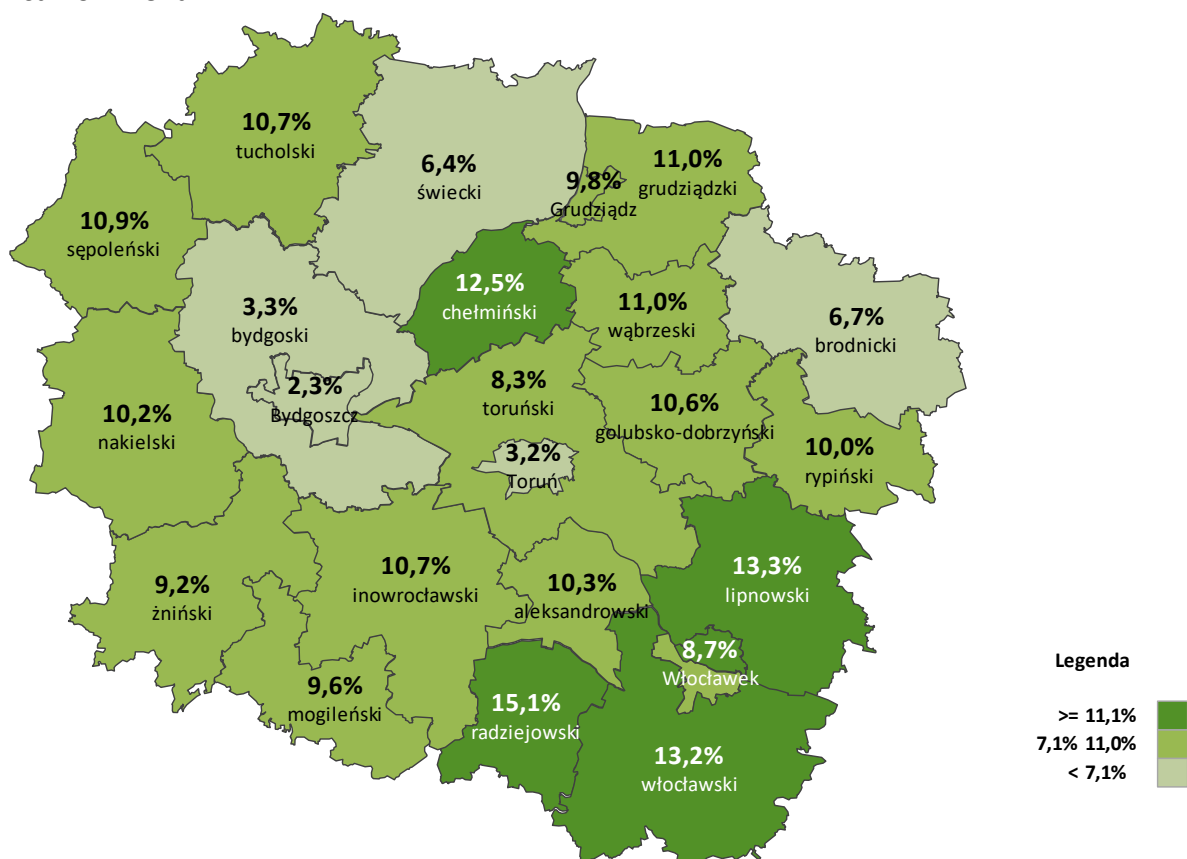 10,7%
tucholski
6,4%
świecki
11,0%
grudziądzki
9,8%
Grudziądz
10,9%
sępoleński
12,5%
chełmiński
3,3%
bydgoski
11,0%
wąbrzeski
6,7%
brodnicki
2,3%
Bydgoszcz
8,3%
toruński
10,2%
nakielski
10,6%
golubsko-dobrzyński
10,0%
rypiński
3,2%
Toruń
9,2%
żniński
10,7%
inowrocławski
10,3%
aleksandrowski
13,3%
lipnowski
8,7%
Włocławek
9,6%
mogileński
15,1%
radziejowski
13,2%
włocławski
Legenda
>= 11,1%
7,1% 11,0%
< 7,1%